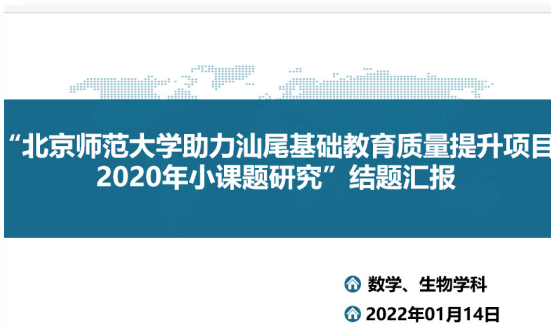 “北京师范大学助力汕尾基础教育质量提升项目
2020年小课题研究”结题汇报
数学、生物学科
2022年01月14日